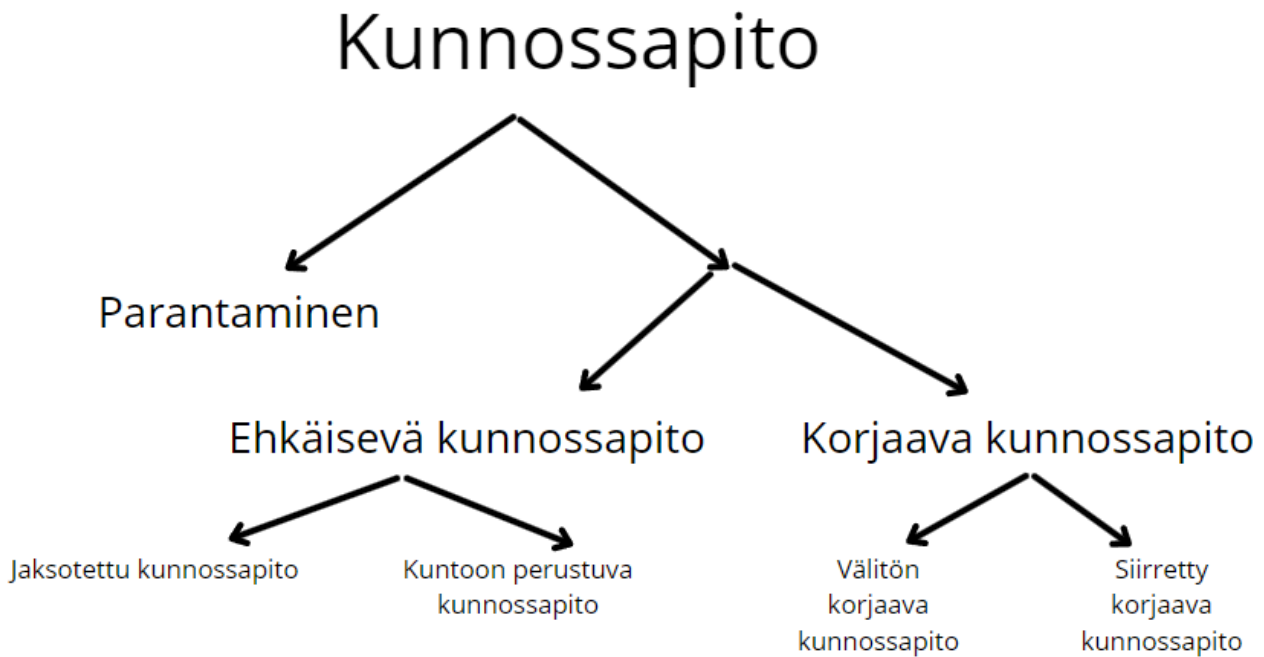 Kunnossapito
Parantaminen
Ehkäisevä kunnossapito
Korjaava kunnossapito
Jaksotettu kunnossapito
Kuntoon perustuva
kunnossapito
Välitön
korjaava
kunnossapito
Siirretty
korjaava
kunnossapito